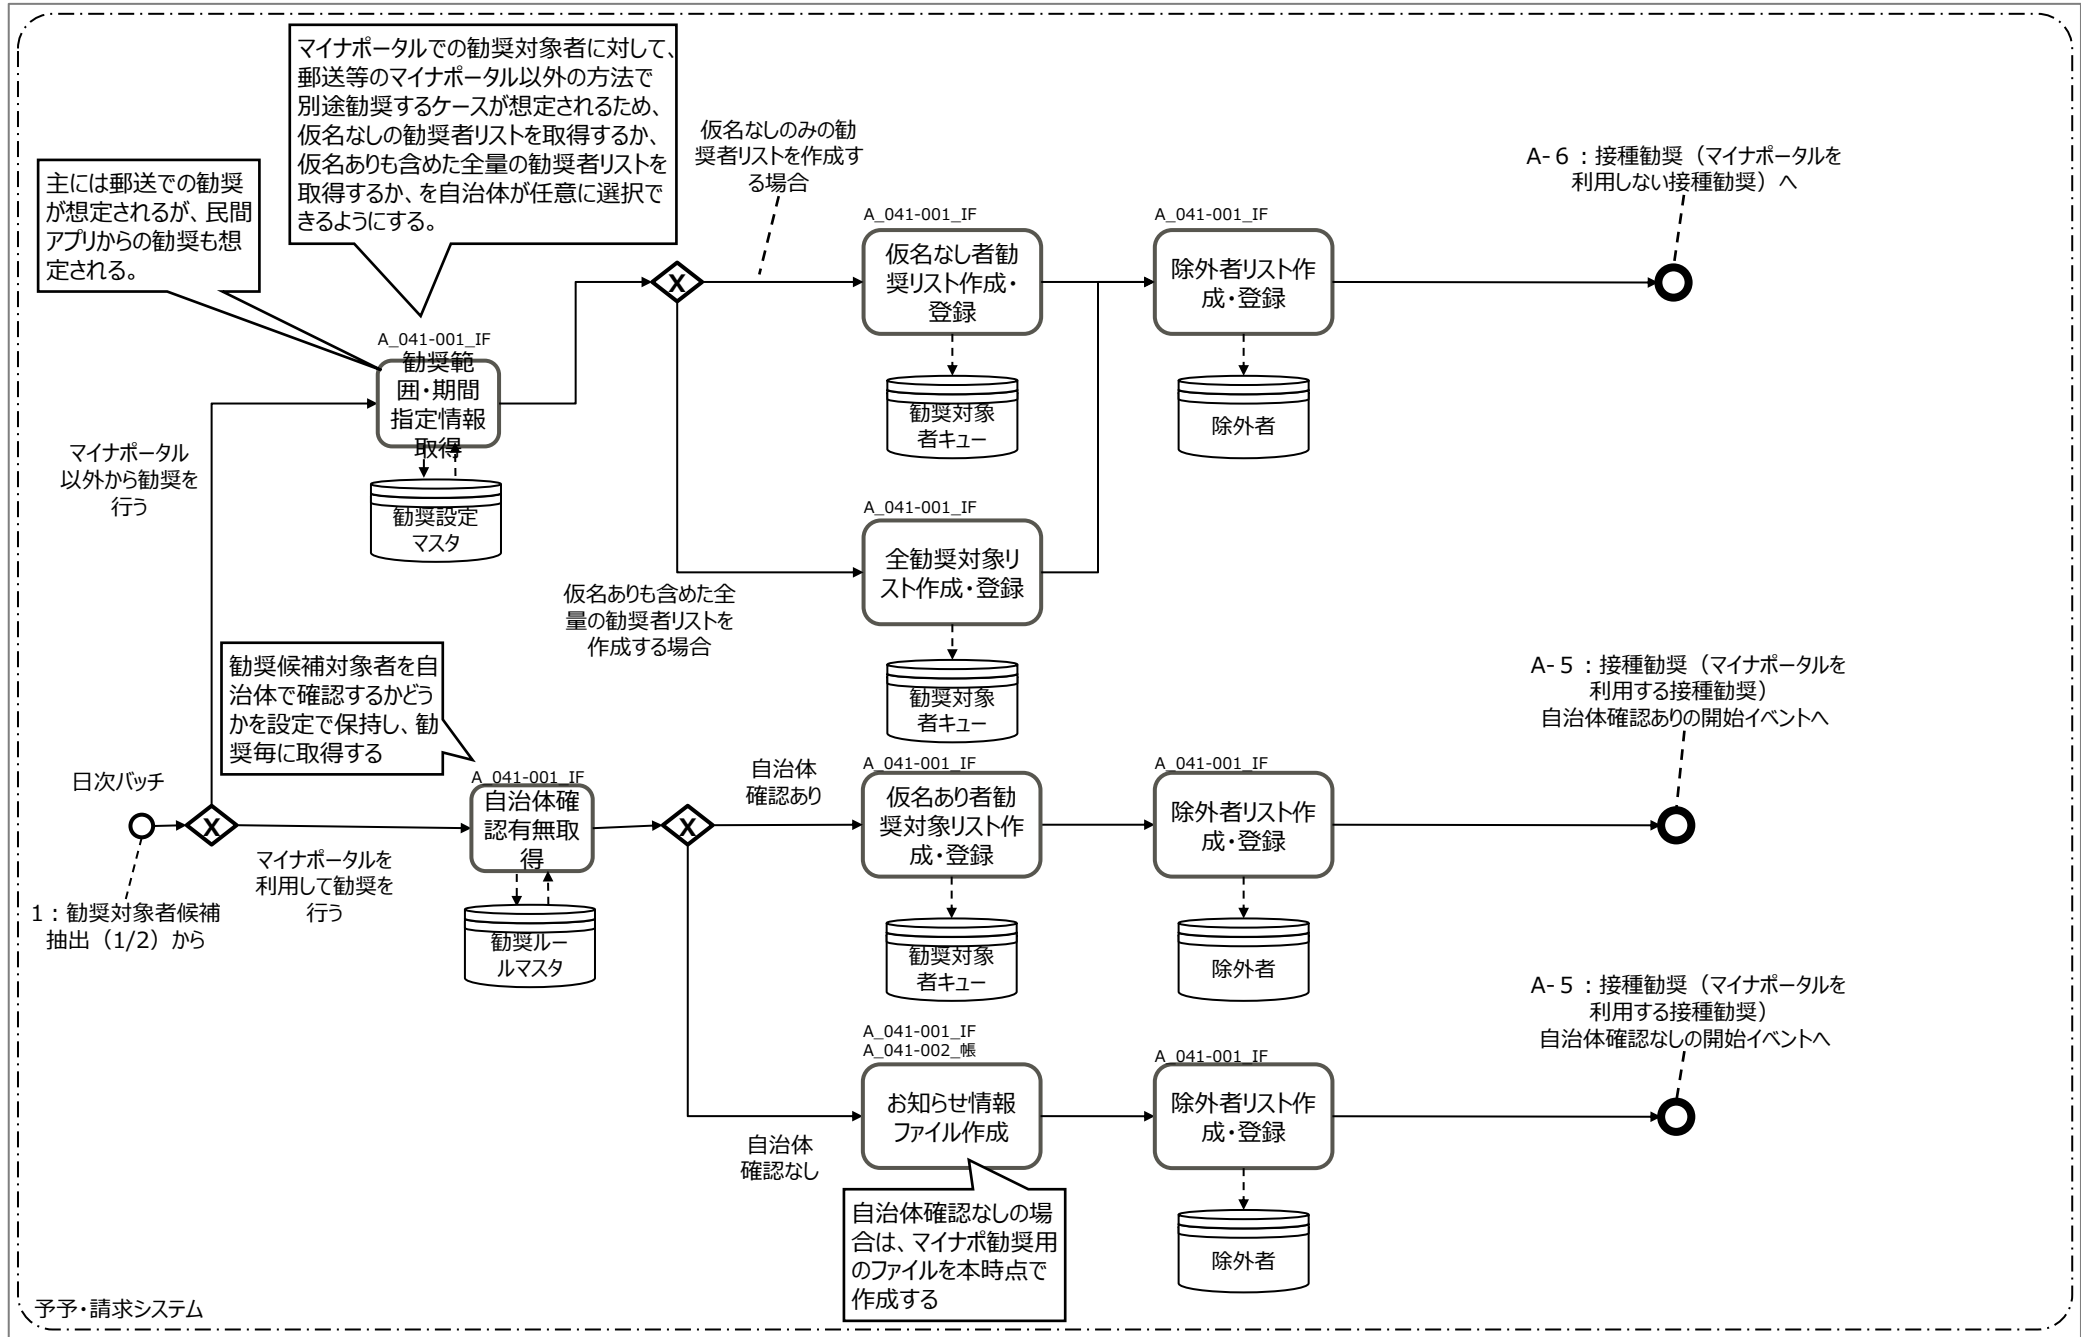 マイナポータルでの勧奨対象者に対して、
郵送等のマイナポータル以外の方法で
別途勧奨するケースが想定されるため、
仮名なしの勧奨者リストを取得するか、
仮名ありも含めた全量の勧奨者リストを
取得するか、を自治体が任意に選択で
きるようにする。
主には郵送での勧奨
が想定されるが、民間
アプリからの勧奨も想
定される。
仮名なしのみの勧
奨者リストを作成す
る場合
A-６：接種勧奨（マイナポータルを
利用しない接種勧奨）へ
A_041-001_IF
仮名なし者勧
奨リスト作成・
登録
A_041-001_IF
除外者リスト作
成・登録
A_041-001_IF
勧奨範
囲・期間
指定情報
取得
勧奨対象
者キュー
除外者
マイナポータル
以外から勧奨を
行う
勧奨設定
マスタ
A_041-001_IF
全勧奨対象リ
スト作成・登録
仮名ありも含めた全
量の勧奨者リストを
作成する場合
勧奨対象
者キュー
勧奨候補対象者を自
治体で確認するかどう
かを設定で保持し、勧
奨毎に取得する
A-５：接種勧奨（マイナポータルを
利用する接種勧奨）
自治体確認ありの開始イベントへ
日次バッチ
A_041-001_IF
自治体確
認有無取
得
自治体
確認あり
A_041-001_IF
仮名あり者勧
奨対象リスト作
成・登録
A_041-001_IF
除外者リスト作
成・登録
X
X
X
マイナポータルを
利用して勧奨を
行う
1：勧奨対象者候補
抽出（1/2）から
勧奨ルー
ルマスタ
勧奨対象
者キュー
除外者
A-５：接種勧奨（マイナポータルを
利用する接種勧奨）
自治体確認なしの開始イベントへ
A_041-001_IF
A_041-002_帳
お知らせ情報
ファイル作成
A_041-001_IF
除外者リスト作
成・登録
自治体
確認なし
自治体確認なしの場
合は、マイナポ勧奨用
のファイルを本時点で
作成する
除外者
予予・請求システム